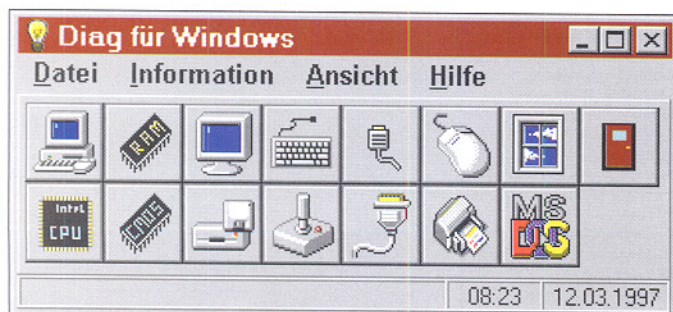 Diag für Windows
Datei Information Ansicht Hilfe
RAM
intel
CPU
CMOS
MS
DOS
08:23 12.03.1997